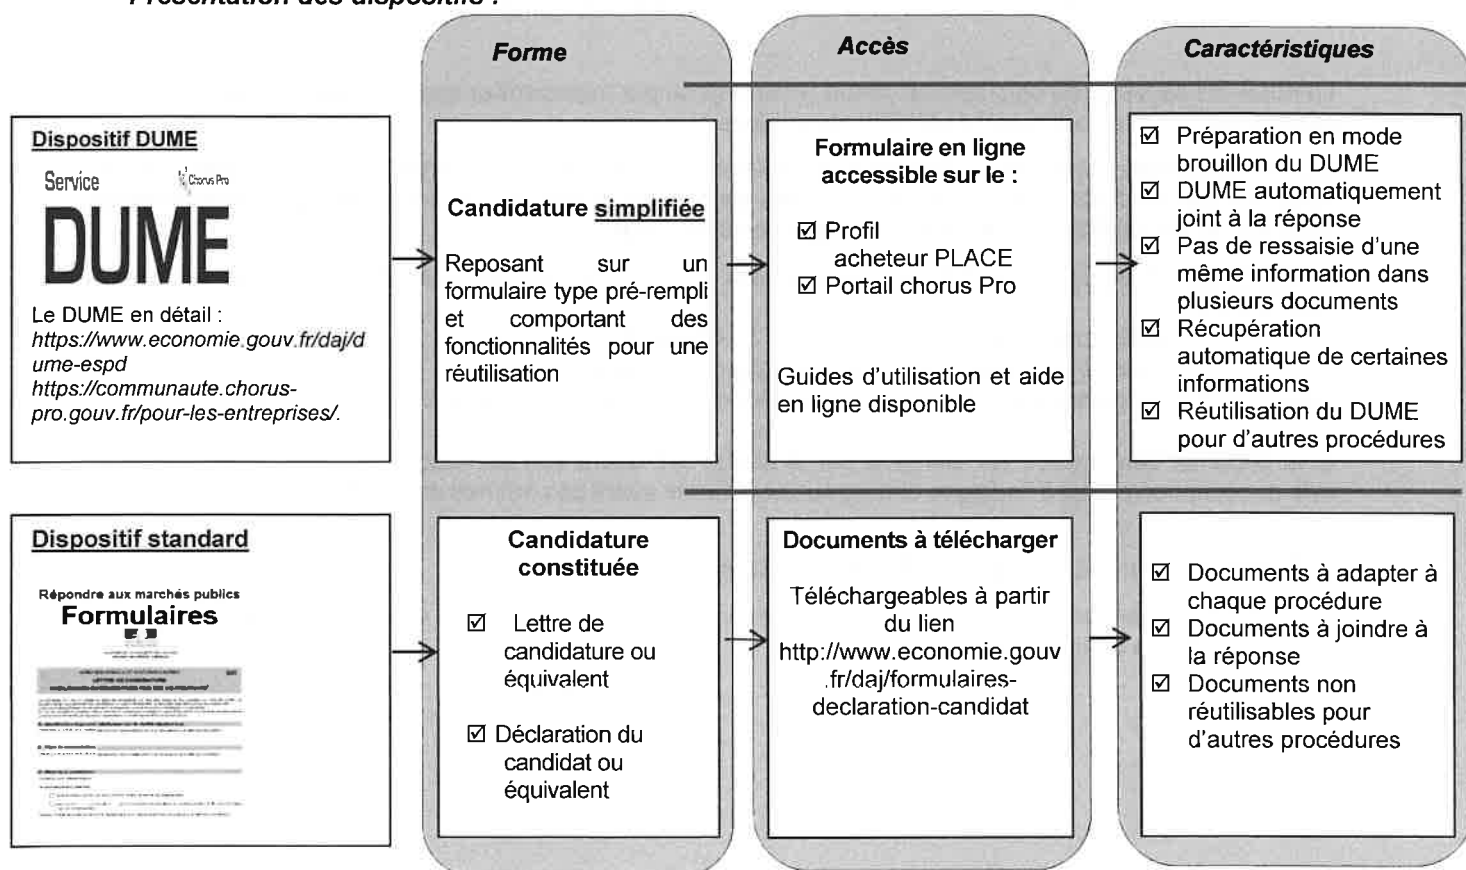 Présentation des dispositifs :
Forme
Accès
Caractéristiques
Dispositif DUME
Service
Chorus Pro
DUME
Le DUME en détail :
https://www.economie.gouv.fr/daj/d
ume-espd
https://communaute.chorus-
pro.gouv.fr/pour-les-entreprises/.
Candidature simplifiée
Reposant sur un
formulaire type pré-rempli
et comportant des
fonctionnalités pour une
réutilisation
Formulaire en ligne
accessible sur le :
☑ Profil
acheteur PLACE
☑ Portail chorus Pro
Guides d'utilisation et aide
en ligne disponible
☑ Préparation en mode
brouillon du DUME
☑ DUME automatiquement
joint à la réponse
☑ Pas de ressaisie d'une
même information dans
plusieurs documents
☑ Récupération
automatique de certaines
informations
☑ Réutilisation du DUME
pour d'autres procédures
Dispositif standard
Répondre aux marchés publics
Formulaires
LETTRE DE CANDIDATURE
Candidature
constituée
☑ Lettre de
candidature ou
équivalent
☑ Déclaration du
candidat ou
équivalent
Documents à télécharger
Téléchargeables à partir
du lien
http://www.economie.gouv
.fr/daj/formulaires-
declaration-candidat
☑ Documents à adapter à
chaque procédure
☑ Documents à joindre à
la réponse
☑ Documents non
réutilisables pour
d'autres procédures